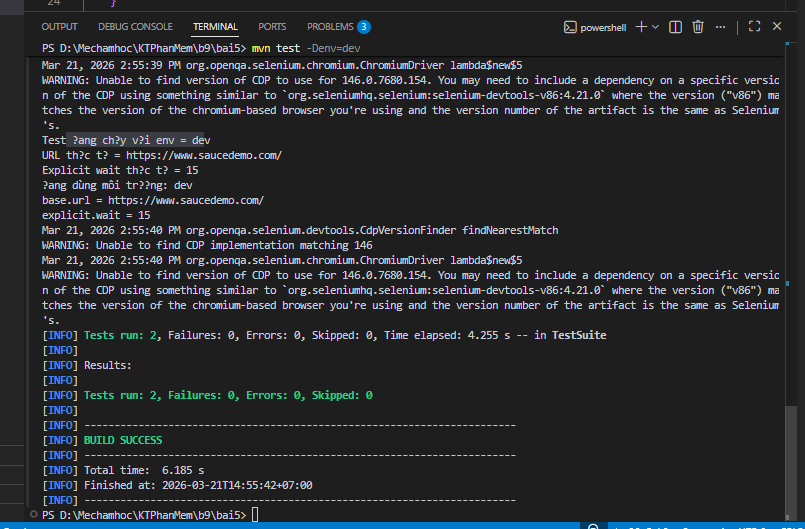 24 }
OUTPUT DEBUG CONSOLE TERMINAL PORTS PROBLEMS 3 powershell
PS D:\Mechamhoc\KTPhanMem\b9\bai5> mvn test -Denv=dev
Mar 21, 2026 2:55:39 PM org.openqa.selenium.chromium.ChromiumDriver lambda$new$5
WARNING: Unable to find version of CDP to use for 146.0.7680.154. You may need to include a dependency on a specific versio
n of the CDP using something similar to `org.seleniumhq.selenium:selenium-devtools-v86:4.21.0` where the version ("v86") ma
tches the version of the chromium-based browser you're using and the version number of the artifact is the same as Selenium
's.
Test ?ang ch?y v?i env = dev
URL th?c t? = https://www.saucedemo.com/
Explicit wait th?c t? = 15
?ang dùng môi tr??ng: dev
base.url = https://www.saucedemo.com/
explicit.wait = 15
Mar 21, 2026 2:55:40 PM org.openqa.selenium.devtools.CdpVersionFinder findNearestMatch
WARNING: Unable to find CDP implementation matching 146
Mar 21, 2026 2:55:40 PM org.openqa.selenium.chromium.ChromiumDriver lambda$new$5
WARNING: Unable to find version of CDP to use for 146.0.7680.154. You may need to include a dependency on a specific versio
n of the CDP using something similar to `org.seleniumhq.selenium:selenium-devtools-v86:4.21.0` where the version ("v86") ma
tches the version of the chromium-based browser you're using and the version number of the artifact is the same as Selenium
's.
[INFO] Tests run: 2, Failures: 0, Errors: 0, Skipped: 0, Time elapsed: 4.255 s -- in TestSuite
[INFO]
[INFO] Results:
[INFO]
[INFO] Tests run: 2, Failures: 0, Errors: 0, Skipped: 0
[INFO]
[INFO] ------------------------------------------------------------------------
[INFO] BUILD SUCCESS
[INFO] ------------------------------------------------------------------------
[INFO] Total time:  6.185 s
[INFO] Finished at: 2026-03-21T14:55:42+07:00
[INFO] ------------------------------------------------------------------------
PS D:\Mechamhoc\KTPhanMem\b9\bai5>